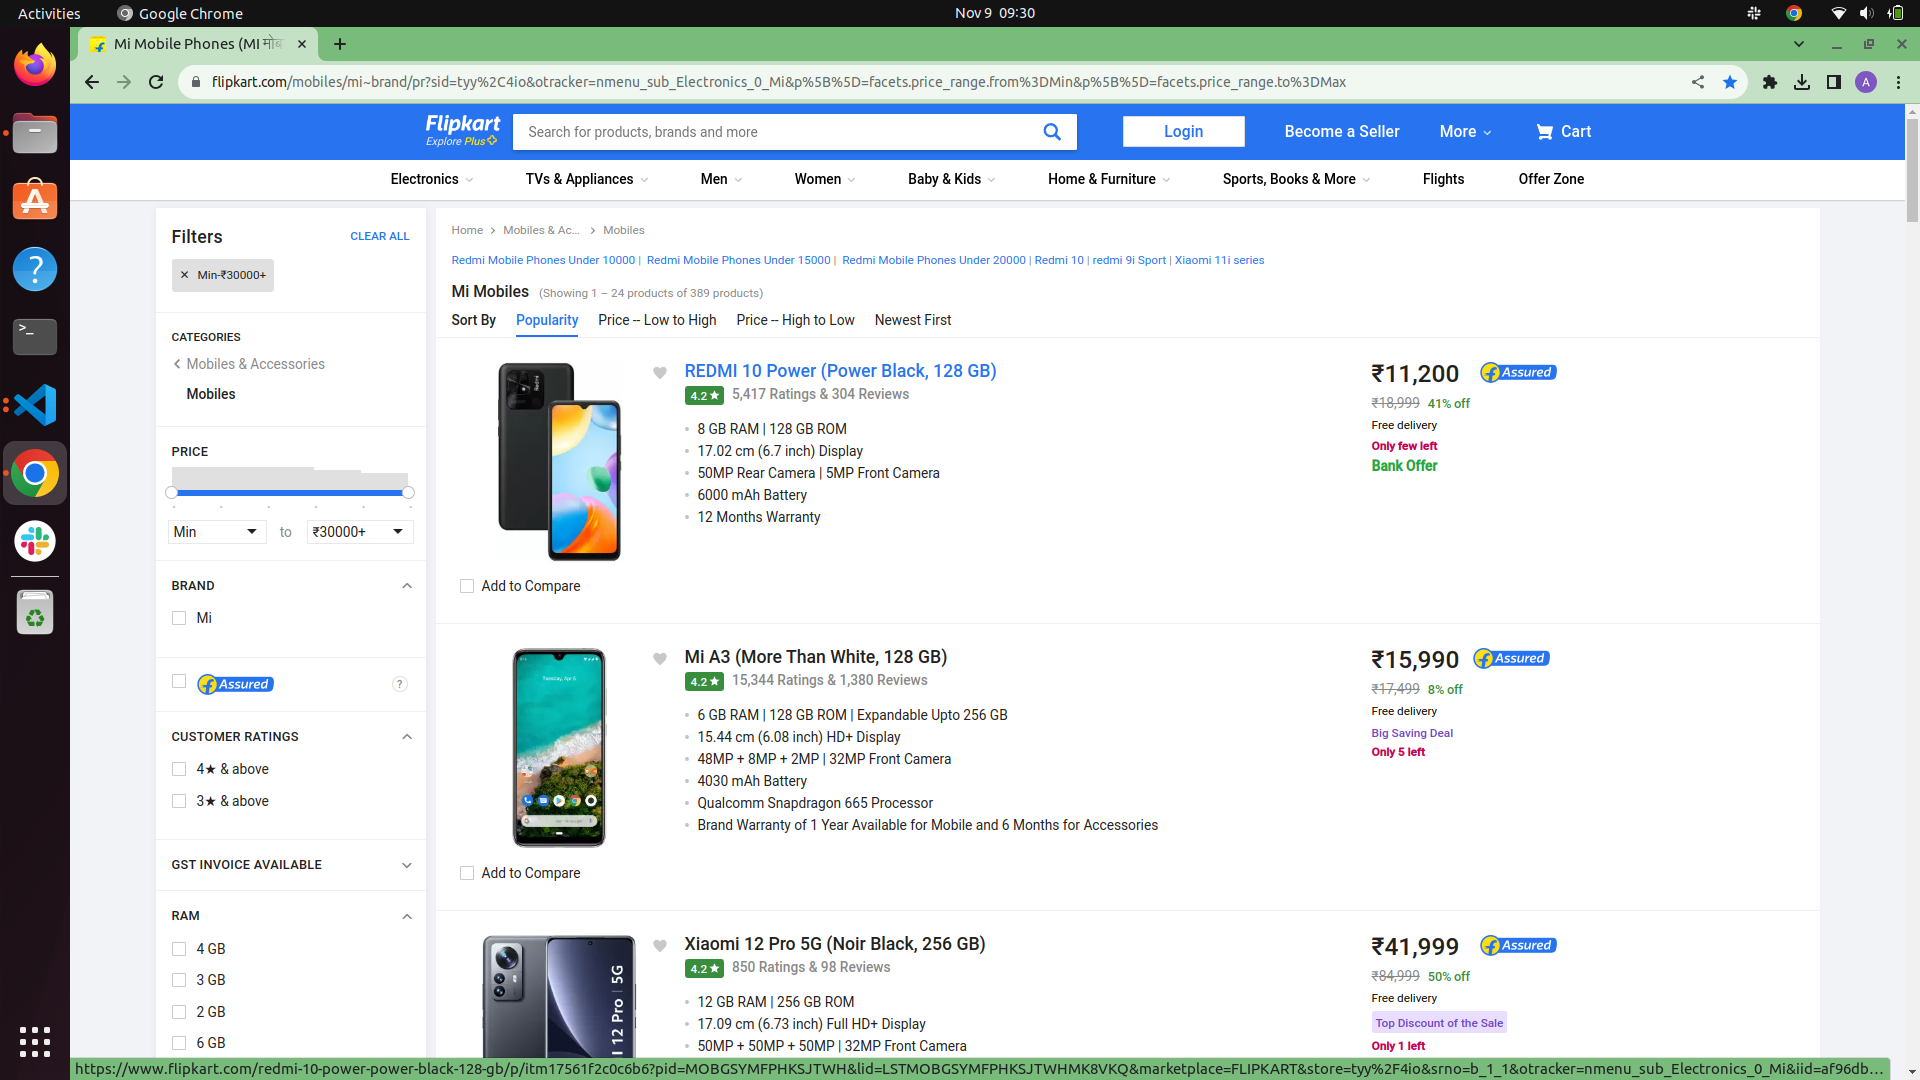 Activities
Google Chrome
Nov 9 09:30
Mi Mobile Phones (MI मोब
flipkart.com/mobiles/mi~brand/pr?sid=tyy%2C4io&otracker=nmenu_sub_Electronics_0_Mi&p%5B%5D=facets.price_range.from%3DMin&p%5B%5D=facets.price_range.to%3DMax
A
Flipkart
Explore Plus
Search for products, brands and more
Login
Become a Seller
More
Cart
Electronics
TVs & Appliances
Men
Women
Baby & Kids
Home & Furniture
Sports, Books & More
Flights
Offer Zone
Filters
CLEAR ALL
✕ Min-₹30000+
CATEGORIES
Mobiles & Accessories
Mobiles
PRICE
Min
to
₹30000+
BRAND
Mi
Assured
?
CUSTOMER RATINGS
4★ & above
3★ & above
GST INVOICE AVAILABLE
RAM
4 GB
3 GB
2 GB
6 GB
Home
Mobiles & Ac...
Mobiles
Redmi Mobile Phones Under 10000 | Redmi Mobile Phones Under 15000 | Redmi Mobile Phones Under 20000 | Redmi 10 | redmi 9i Sport | Xiaomi 11i series
Mi Mobiles (Showing 1 – 24 products of 389 products)
Sort By
Popularity
Price -- Low to High
Price -- High to Low
Newest First
REDMI 10 Power (Power Black, 128 GB)
4.2★ 5,417 Ratings & 304 Reviews
8 GB RAM | 128 GB ROM
17.02 cm (6.7 inch) Display
50MP Rear Camera | 5MP Front Camera
6000 mAh Battery
12 Months Warranty
Add to Compare
₹11,200
Assured
₹18,999 41% off
Free delivery
Only few left
Bank Offer
Mi A3 (More Than White, 128 GB)
4.2★ 15,344 Ratings & 1,380 Reviews
6 GB RAM | 128 GB ROM | Expandable Upto 256 GB
15.44 cm (6.08 inch) HD+ Display
48MP + 8MP + 2MP | 32MP Front Camera
4030 mAh Battery
Qualcomm Snapdragon 665 Processor
Brand Warranty of 1 Year Available for Mobile and 6 Months for Accessories
Add to Compare
₹15,990
Assured
₹17,499 8% off
Free delivery
Big Saving Deal
Only 5 left
Xiaomi 12 Pro 5G (Noir Black, 256 GB)
4.2★ 850 Ratings & 98 Reviews
12 GB RAM | 256 GB ROM
17.09 cm (6.73 inch) Full HD+ Display
50MP + 50MP + 50MP | 32MP Front Camera
12 Pro | 5G
₹41,999
Assured
₹84,999 50% off
Free delivery
Top Discount of the Sale
Only 1 left
https://www.flipkart.com/redmi-10-power-power-black-128-gb/p/itm17561f2c0c6b6?pid=MOBGSYMFPHKSJTWH&lid=LSTMOBGSYMFPHKSJTWHMK8VKQ&marketplace=FLIPKART&store=tyy%2F4io&srno=b_1_1&otracker=nmenu_sub_Electronics_0_Mi&iid=af96db...